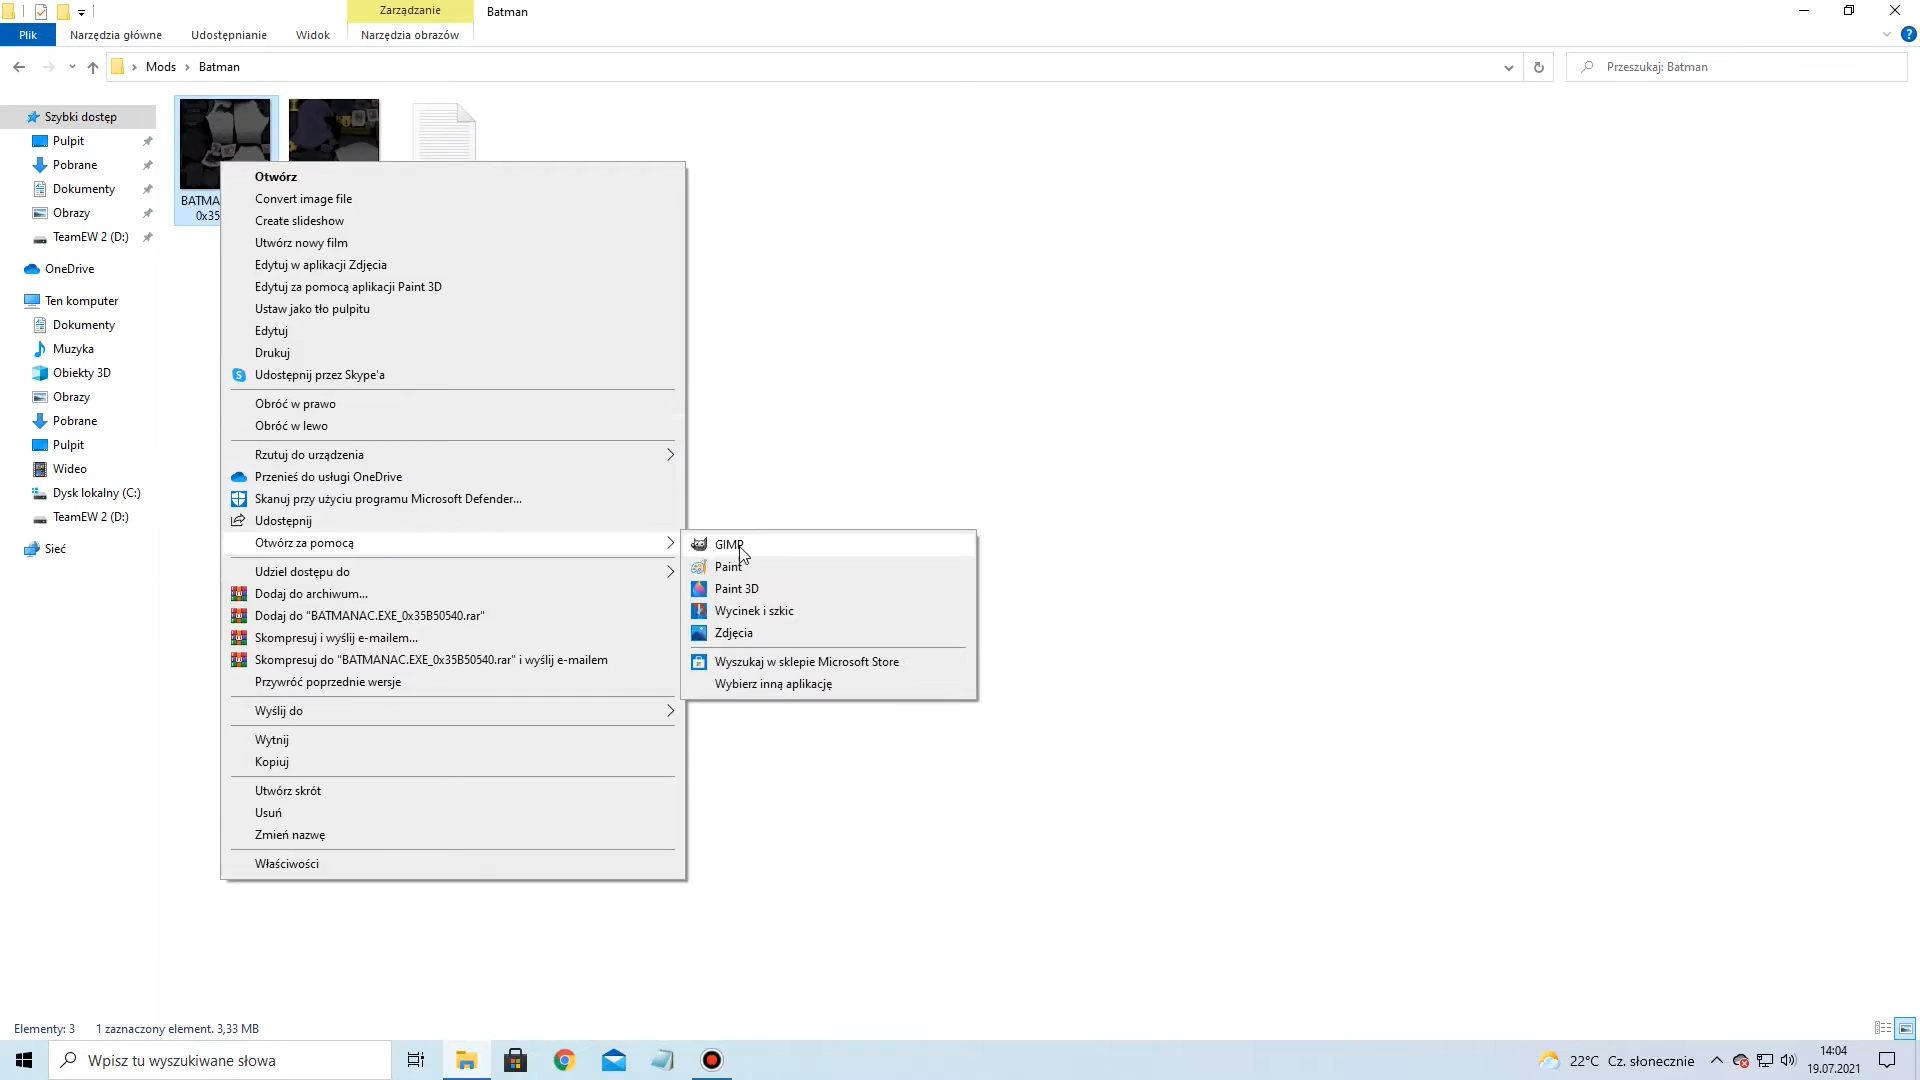 Zarządzanie
Batman
Plik
Narzędzia główne
Udostępnianie
Widok
Narzędzia obrazów
Mods
Batman
Przeszukaj: Batman
Szybki dostęp
Pulpit
Pobrane
Dokumenty
Obrazy
TeamEW 2 (D:)
OneDrive
Ten komputer
Dokumenty
Muzyka
Obiekty 3D
Obrazy
Pobrane
Pulpit
Wideo
Dysk lokalny (C:)
TeamEW 2 (D:)
Sieć
BATMA
0x35
Otwórz
Convert image file
Create slideshow
Utwórz nowy film
Edytuj w aplikacji Zdjęcia
Edytuj za pomocą aplikacji Paint 3D
Ustaw jako tło pulpitu
Edytuj
Drukuj
Udostępnij przez Skype'a
Obróć w prawo
Obróć w lewo
Rzutuj do urządzenia
Przenieś do usługi OneDrive
Skanuj przy użyciu programu Microsoft Defender...
Udostępnij
Otwórz za pomocą
Udziel dostępu do
Dodaj do archiwum...
Dodaj do "BATMANAC.EXE_0x35B50540.rar"
Skompresuj i wyślij e-mailem...
Skompresuj do "BATMANAC.EXE_0x35B50540.rar" i wyślij e-mailem
Przywróć poprzednie wersje
Wyślij do
Wytnij
Kopiuj
Utwórz skrót
Usuń
Zmień nazwę
Właściwości
GIMP
Paint
Paint 3D
Wycinek i szkic
Zdjęcia
Wyszukaj w sklepie Microsoft Store
Wybierz inną aplikację
Elementy: 3
1 zaznaczony element. 3,33 MB
Wpisz tu wyszukiwane słowa
22°C Cz. słonecznie
14:04
19.07.2021